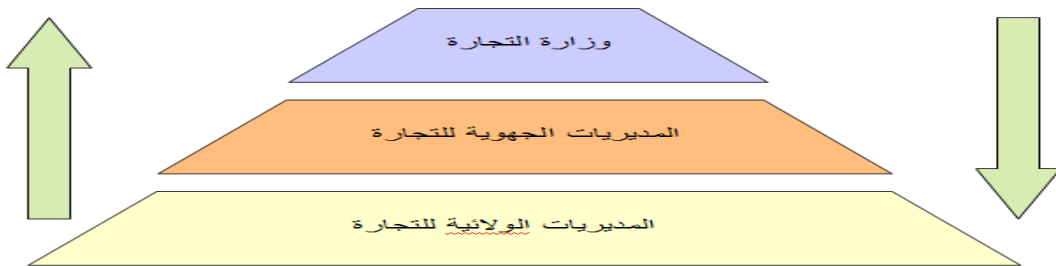 وزارة التجارة
المديريات الجهوية للتجارة
المديريات الولائية للتجارة